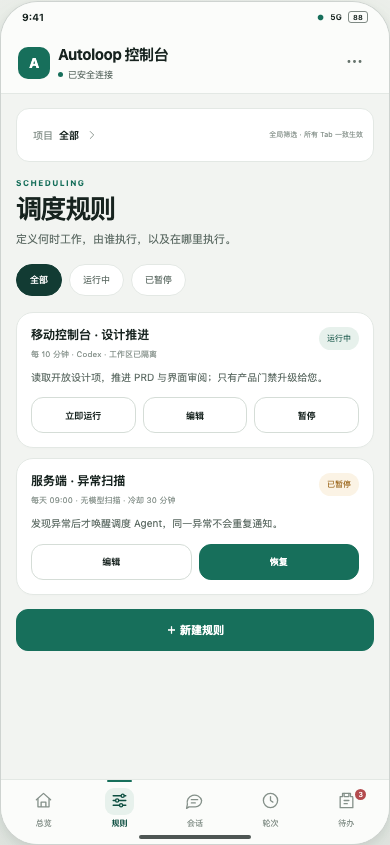 9:41
5G 88
A
Autoloop 控制台
已安全连接
项目 全部
全局筛选 · 所有 Tab 一致生效
SCHEDULING
调度规则
定义何时工作，由谁执行，以及在哪里执行。
全部 运行中 已暂停
移动控制台 · 设计推进
运行中
每 10 分钟 · Codex · 工作区已隔离
读取开放设计项，推进 PRD 与界面审阅；只有产品门禁升级给您。
立即运行 编辑 暂停
服务端 · 异常扫描
已暂停
每天 09:00 · 无模型扫描 · 冷却 30 分钟
发现异常后才唤醒调度 Agent，同一异常不会重复通知。
编辑 恢复
+ 新建规则
3
总览 规则 会话 轮次 待办